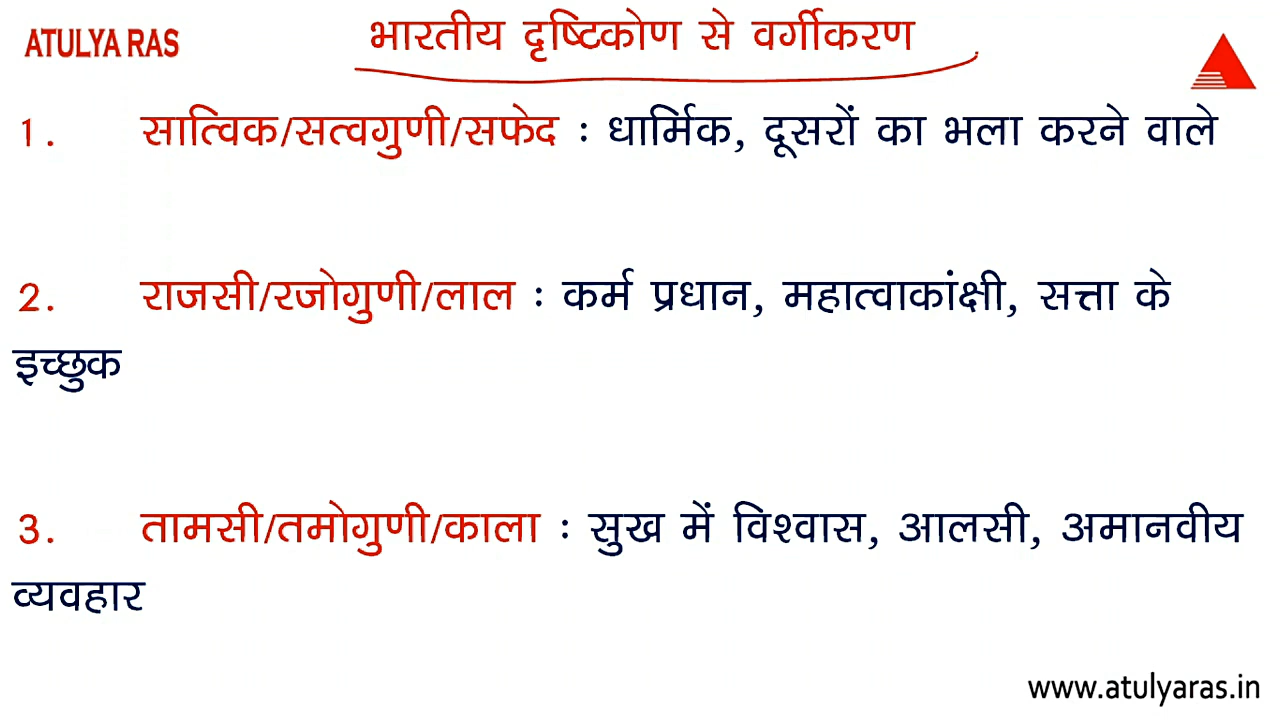 ATULYA RAS
भारतीय दृष्टिकोण से वर्गीकरण
1. सात्विक/सत्वगुणी/सफेद : धार्मिक, दूसरों का भला करने वाले
2. राजसी/रजोगुणी/लाल : कर्म प्रधान, महात्वाकांक्षी, सत्ता के
इच्छुक
3. तामसी/तमोगुणी/काला : सुख में विश्वास, आलसी, अमानवीय
व्यवहार
www.atulyaras.in